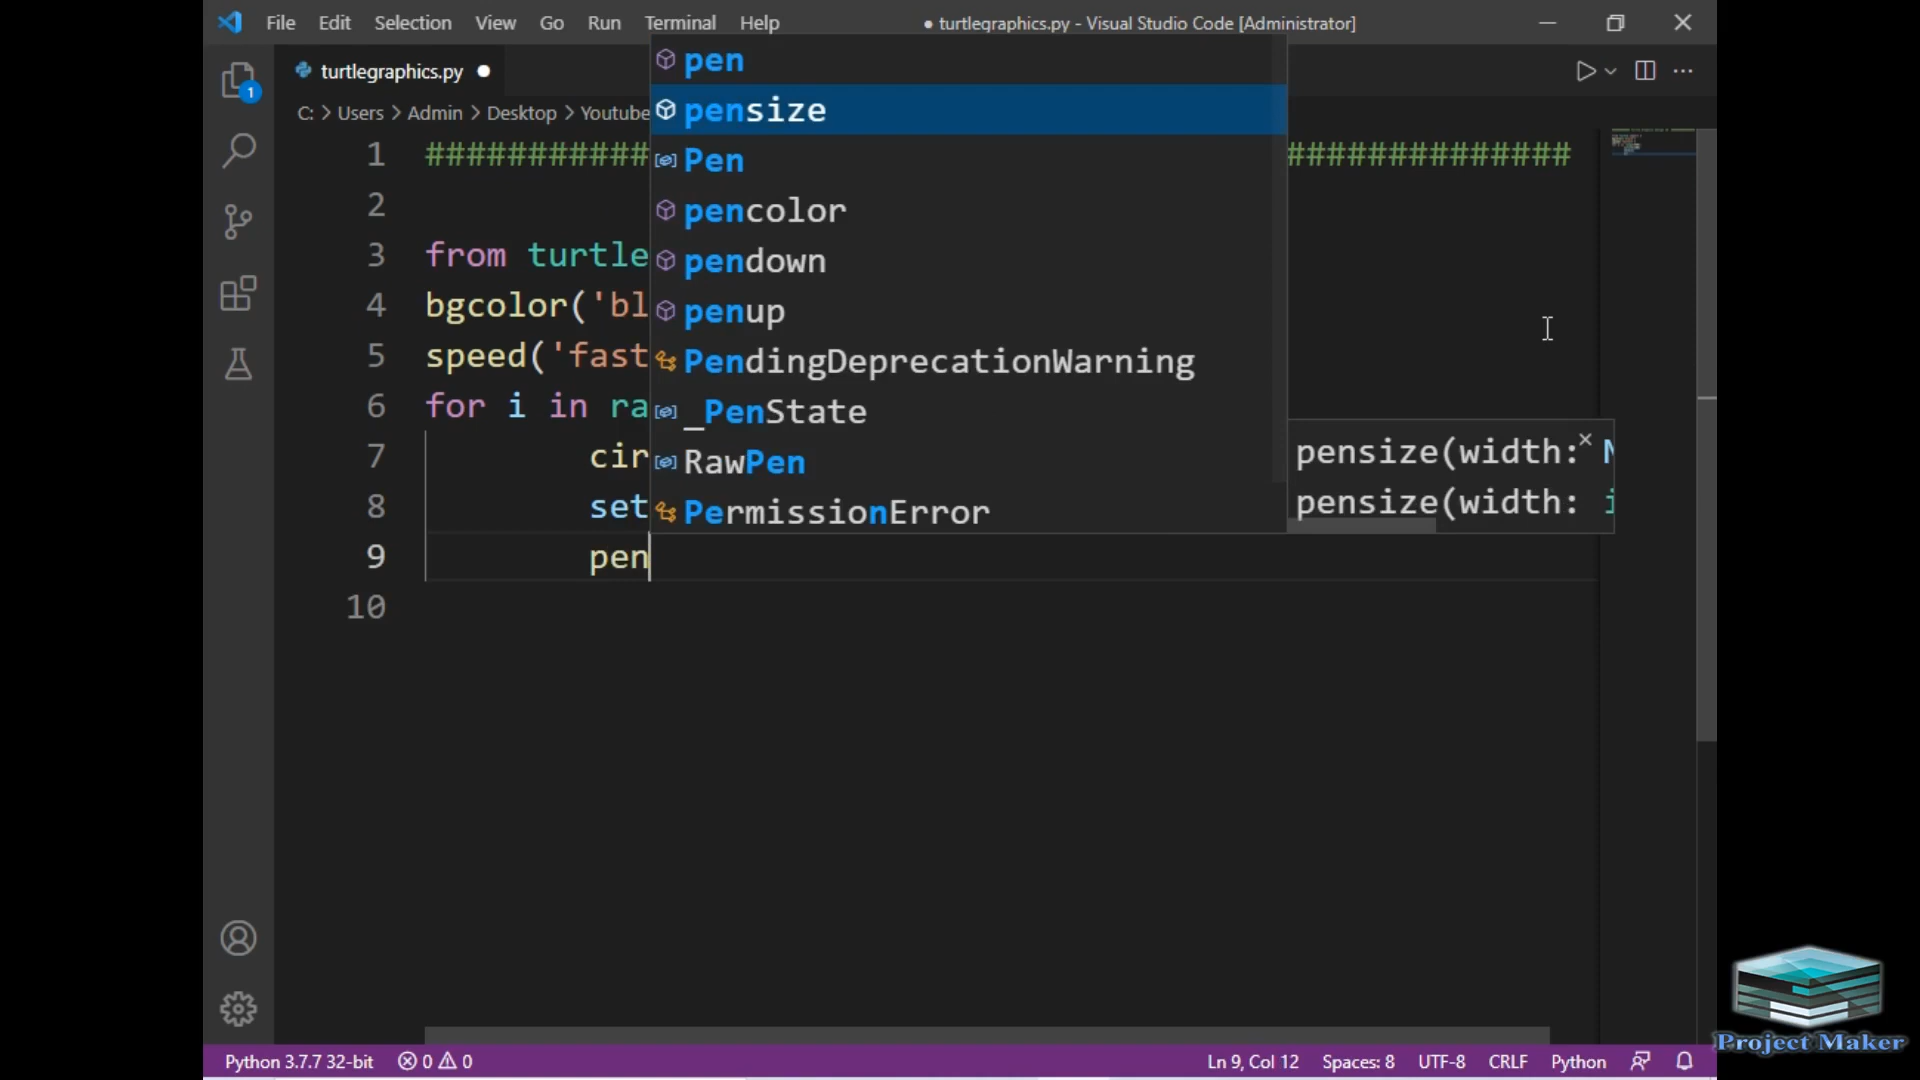 File Edit Selection View Go Run Terminal Help
● turtlegraphics.py - Visual Studio Code [Administrator]
turtlegraphics.py ●
C: > Users > Admin > Desktop > Youtube
1 ########### ##############
2
3 from turtle
4 bgcolor('bl
5 speed('fast
6 for i in ra
7 cir
8 set
9 pen
10
pen
pensize
Pen
pencolor
pendown
penup
PendingDeprecationWarning
_PenState
RawPen
PermissionError
pensize(width:
pensize(width: i
1
Python 3.7.7 32-bit 0 0
Ln 9, Col 12 Spaces: 8 UTF-8 CRLF Python
Project Maker